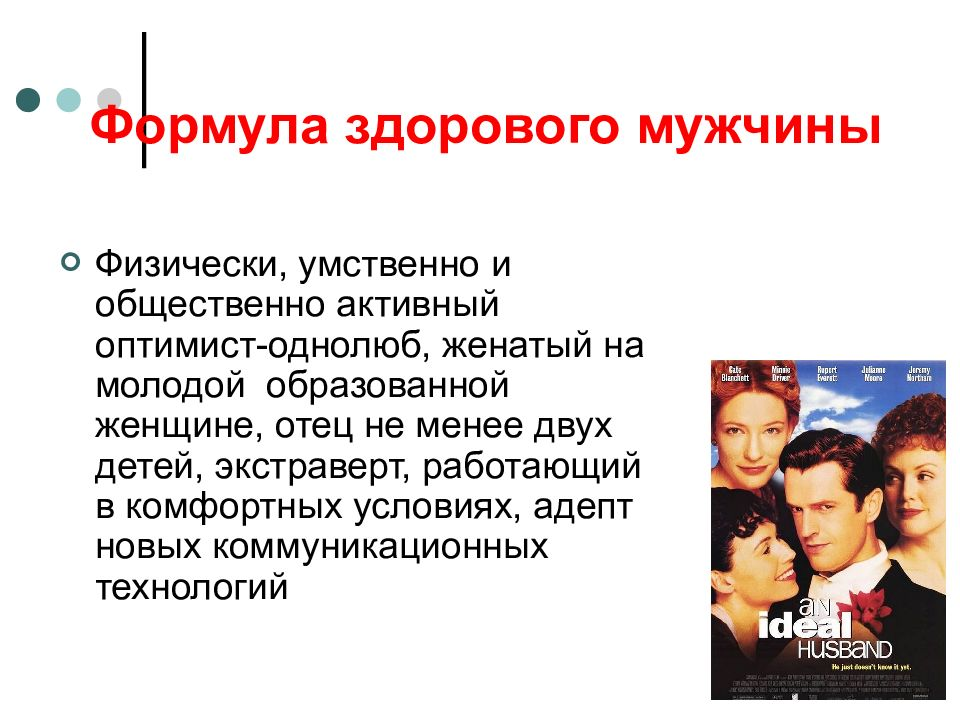 Формула здорового мужчины
Физически, умственно и
общественно активный
оптимист-однолюб, женатый на
молодой образованной
женщине, отец не менее двух
детей, экстраверт, работающий
в комфортных условиях, адепт
новых коммуникационных
технологий
Cate Blanchett Minnie Driver Rupert Everett Julianne Moore Jeremy Northam
AN
ideal
HUSBAND
He just doesn't know it yet.